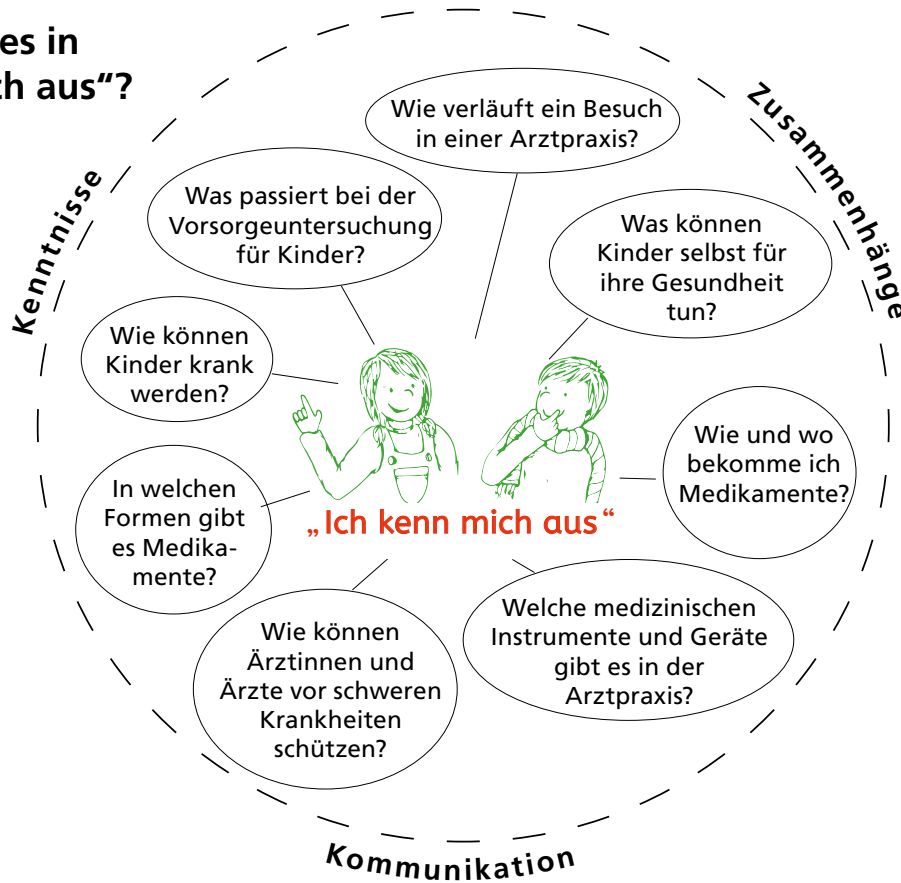 es in
h aus“?
Kenntnisse
Zusammenhänge
Wie verläuft ein Besuch
in einer Arztpraxis?
Was passiert bei der
Vorsorgeuntersuchung
für Kinder?
Was können
Kinder selbst für
ihre Gesundheit
tun?
Wie können
Kinder krank
werden?
Wie und wo
bekomme ich
Medikamente?
In welchen
Formen gibt
es Medika-
mente?
„Ich kenn mich aus“
Welche medizinischen
Instrumente und Geräte
gibt es in der
Arztpraxis?
Wie können
Ärztinnen und
Ärzte vor schweren
Krankheiten
schützen?
Kommunikation